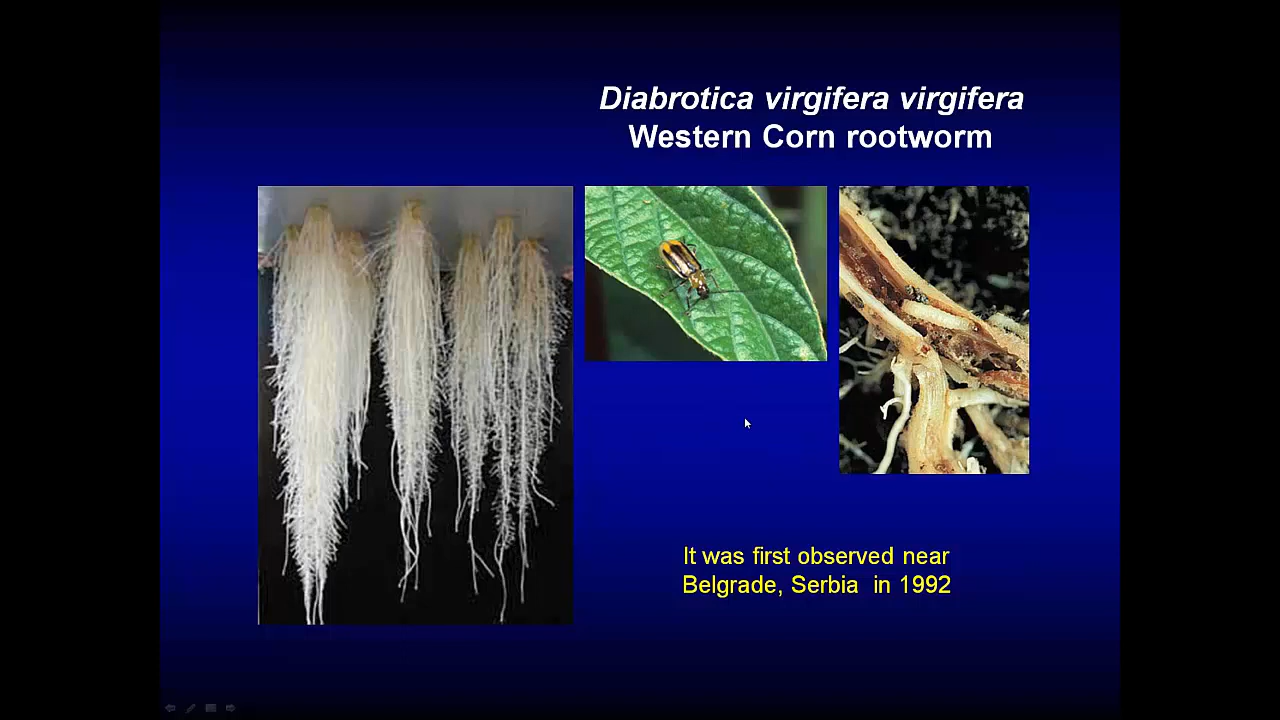 Diabrotica virgifera virgifera
Western Corn rootworm
It was first observed near
Belgrade, Serbia in 1992